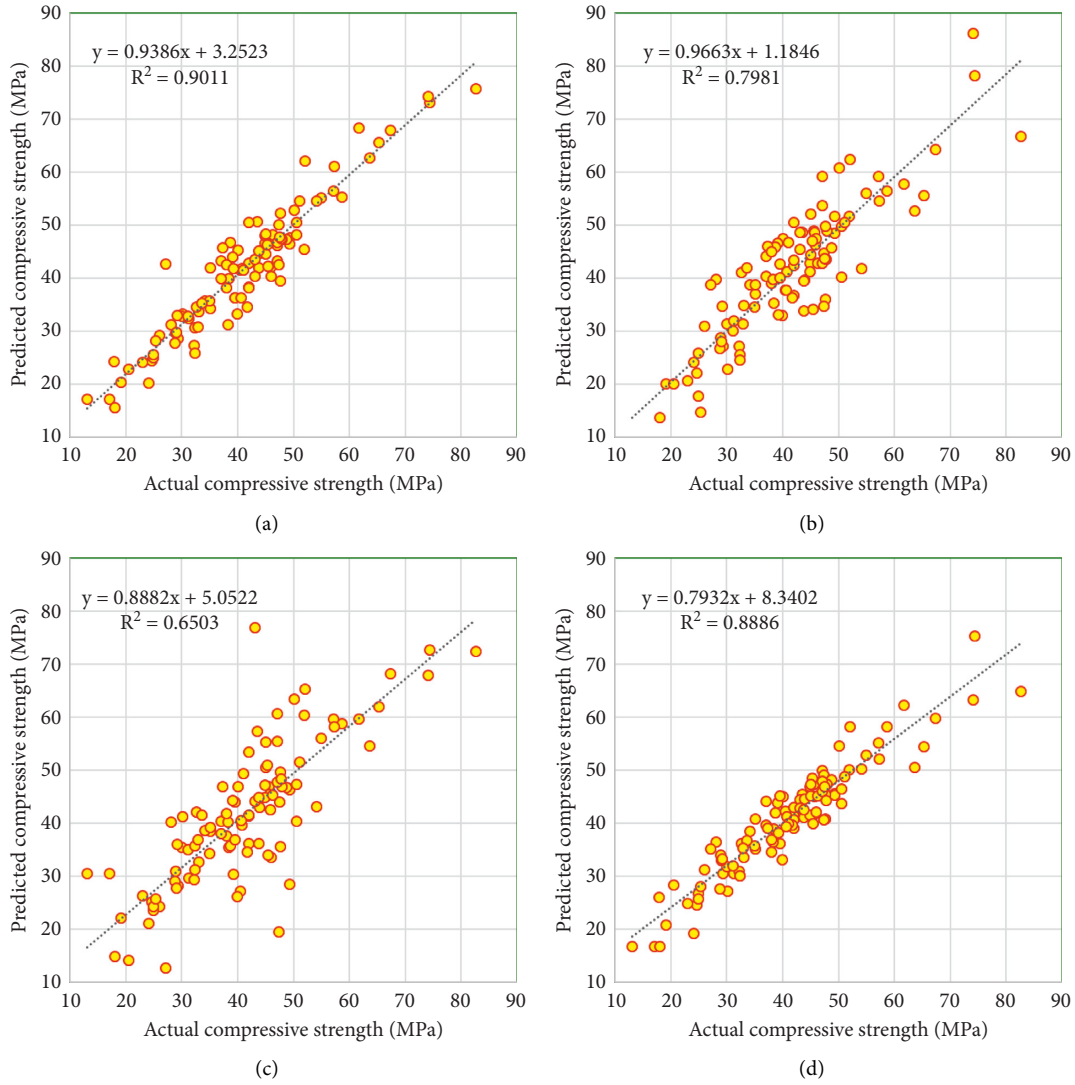 y = 0.9386x + 3.2523
R² = 0.9011
90
80
70
60
50
40
30
20
10
Predicted compressive strength (MPa)
10 20 30 40 50 60 70 80 90
Actual compressive strength (MPa)
(a)
y = 0.9663x + 1.1846
R² = 0.7981
90
80
70
60
50
40
30
20
10
Predicted compressive strength (MPa)
10 20 30 40 50 60 70 80 90
Actual compressive strength (MPa)
(b)
y = 0.8882x + 5.0522
R² = 0.6503
90
80
70
60
50
40
30
20
10
Predicted compressive strength (MPa)
10 20 30 40 50 60 70 80 90
Actual compressive strength (MPa)
(c)
y = 0.7932x + 8.3402
R² = 0.8886
90
80
70
60
50
40
30
20
10
Predicted compressive strength (MPa)
10 20 30 40 50 60 70 80 90
Actual compressive strength (MPa)
(d)